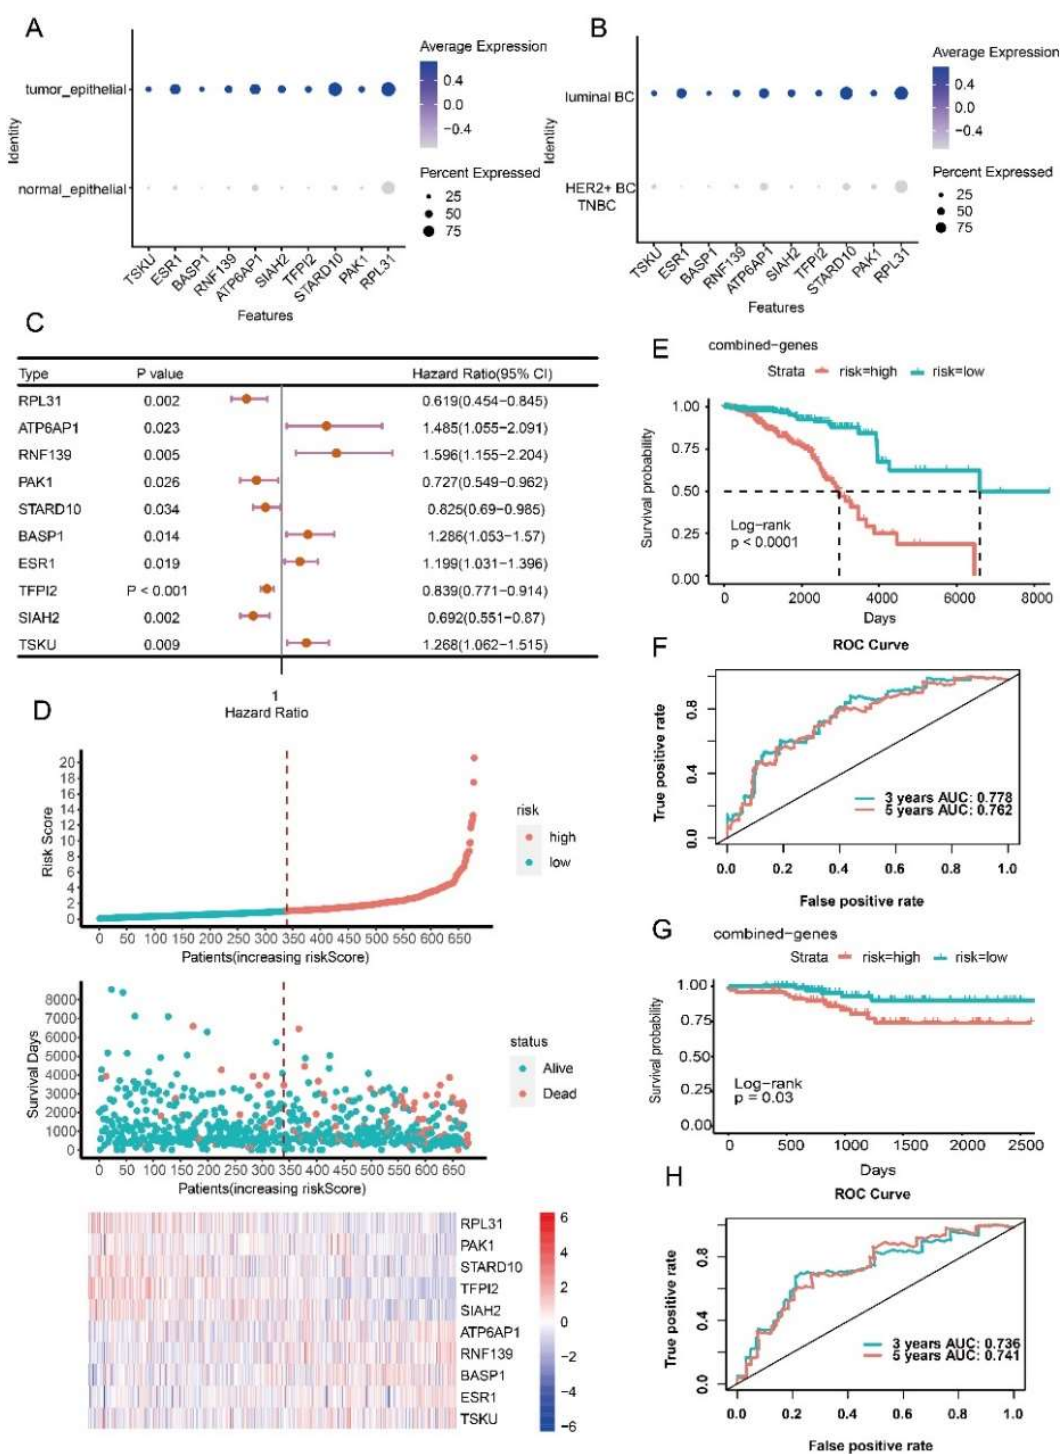 A
Average Expression
0.4
0.0
−0.4
Percent Expressed
25
50
75
Identity
tumor_epithelial
normal_epithelial
TSKU
ESR1
BASP1
RNF139
ATP6AP1
SIAH2
TFPI2
STARD10
PAK1
RPL31
Features
B
Average Expression
0.4
0.0
−0.4
Percent Expressed
25
50
75
Identity
luminal BC
HER2+ BC
TNBC
TSKU
ESR1
BASP1
RNF139
ATP6AP1
SIAH2
TFPI2
STARD10
PAK1
RPL31
Features
C
Type P value Hazard Ratio(95% CI)
RPL31 0.002 0.619(0.454−0.845)
ATP6AP1 0.023 1.485(1.055−2.091)
RNF139 0.005 1.596(1.155−2.204)
PAK1 0.026 0.727(0.549−0.962)
STARD10 0.034 0.825(0.69−0.985)
BASP1 0.014 1.286(1.053−1.57)
ESR1 0.019 1.199(1.031−1.396)
TFPI2 P < 0.001 0.839(0.771−0.914)
SIAH2 0.002 0.692(0.551−0.87)
TSKU 0.009 1.268(1.062−1.515)
1
Hazard Ratio
D
Risk Score
20
18
16
14
12
10
8
6
4
2
0
0 50 100 150 200 250 300 350 400 450 500 550 600 650
Patients(increasing riskScore)
risk
high
low
Survival Days
8000
7000
6000
5000
4000
3000
2000
1000
0
0 50 100 150 200 250 300 350 400 450 500 550 600 650
Patients(increasing riskScore)
status
Alive
Dead
RPL31
PAK1
STARD10
TFPI2
SIAH2
ATP6AP1
RNF139
BASP1
ESR1
TSKU
6
4
2
0
−2
−4
−6
E
combined−genes
Strata risk=high risk=low
Survival probability
1.00
0.75
0.50
0.25
0.00
Log−rank
p < 0.0001
0 2000 4000 6000 8000
Days
F
ROC Curve
True positive rate
0.8
0.4
0.0
3 years AUC: 0.778
5 years AUC: 0.762
0.0 0.2 0.4 0.6 0.8 1.0
False positive rate
G
combined−genes
Strata risk=high risk=low
Survival probability
1.00
0.75
0.50
0.25
0.00
Log−rank
p = 0.03
0 500 1000 1500 2000 2500
Days
H
ROC Curve
True positive rate
0.8
0.4
0.0
3 years AUC: 0.736
5 years AUC: 0.741
0.0 0.2 0.4 0.6 0.8 1.0
False positive rate